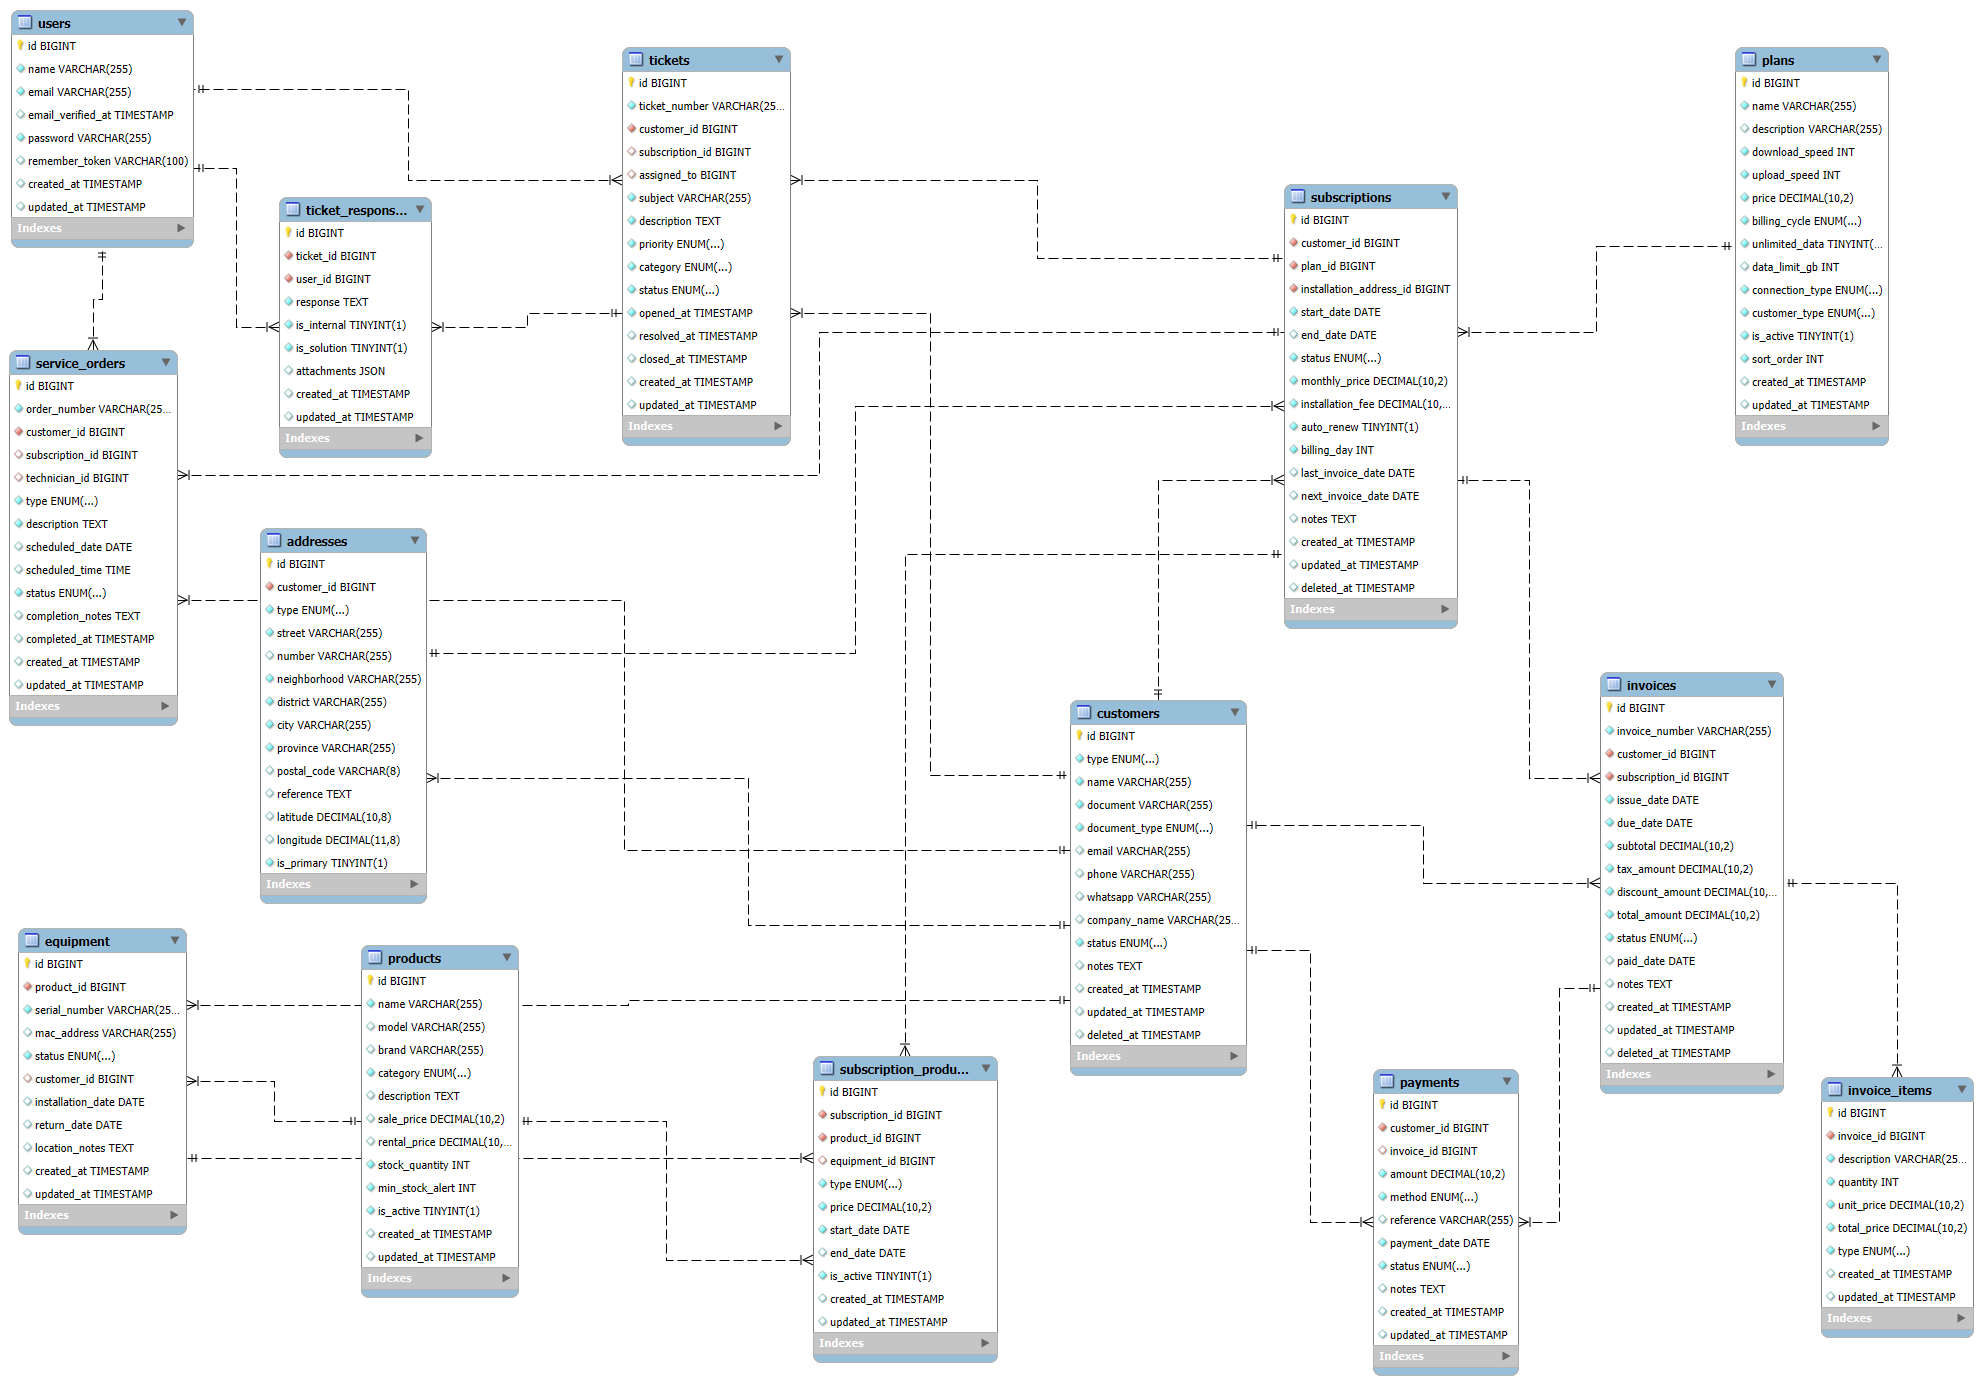 users
id BIGINT
name VARCHAR(255)
email VARCHAR(255)
email_verified_at TIMESTAMP
password VARCHAR(255)
remember_token VARCHAR(100)
created_at TIMESTAMP
updated_at TIMESTAMP
Indexes
ticket_respons...
id BIGINT
ticket_id BIGINT
user_id BIGINT
response TEXT
is_internal TINYINT(1)
is_solution TINYINT(1)
attachments JSON
created_at TIMESTAMP
updated_at TIMESTAMP
Indexes
tickets
id BIGINT
ticket_number VARCHAR(25...
customer_id BIGINT
subscription_id BIGINT
assigned_to BIGINT
subject VARCHAR(255)
description TEXT
priority ENUM(...)
category ENUM(...)
status ENUM(...)
opened_at TIMESTAMP
resolved_at TIMESTAMP
closed_at TIMESTAMP
created_at TIMESTAMP
updated_at TIMESTAMP
Indexes
subscriptions
id BIGINT
customer_id BIGINT
plan_id BIGINT
installation_address_id BIGINT
start_date DATE
end_date DATE
status ENUM(...)
monthly_price DECIMAL(10,2)
installation_fee DECIMAL(10,...
auto_renew TINYINT(1)
billing_day INT
last_invoice_date DATE
next_invoice_date DATE
notes TEXT
created_at TIMESTAMP
updated_at TIMESTAMP
deleted_at TIMESTAMP
Indexes
plans
id BIGINT
name VARCHAR(255)
description VARCHAR(255)
download_speed INT
upload_speed INT
price DECIMAL(10,2)
billing_cycle ENUM(...)
unlimited_data TINYINT(...
data_limit_gb INT
connection_type ENUM(...)
customer_type ENUM(...)
is_active TINYINT(1)
sort_order INT
created_at TIMESTAMP
updated_at TIMESTAMP
Indexes
service_orders
id BIGINT
order_number VARCHAR(25...
customer_id BIGINT
subscription_id BIGINT
technician_id BIGINT
type ENUM(...)
description TEXT
scheduled_date DATE
scheduled_time TIME
status ENUM(...)
completion_notes TEXT
completed_at TIMESTAMP
created_at TIMESTAMP
updated_at TIMESTAMP
Indexes
addresses
id BIGINT
customer_id BIGINT
type ENUM(...)
street VARCHAR(255)
number VARCHAR(255)
neighborhood VARCHAR(255)
district VARCHAR(255)
city VARCHAR(255)
province VARCHAR(255)
postal_code VARCHAR(8)
reference TEXT
latitude DECIMAL(10,8)
longitude DECIMAL(11,8)
is_primary TINYINT(1)
Indexes
customers
id BIGINT
type ENUM(...)
name VARCHAR(255)
document VARCHAR(255)
document_type ENUM(...)
email VARCHAR(255)
phone VARCHAR(255)
whatsapp VARCHAR(255)
company_name VARCHAR(25...
status ENUM(...)
notes TEXT
created_at TIMESTAMP
updated_at TIMESTAMP
deleted_at TIMESTAMP
Indexes
invoices
id BIGINT
invoice_number VARCHAR(255)
customer_id BIGINT
subscription_id BIGINT
issue_date DATE
due_date DATE
subtotal DECIMAL(10,2)
tax_amount DECIMAL(10,2)
discount_amount DECIMAL(10,...
total_amount DECIMAL(10,2)
status ENUM(...)
paid_date DATE
notes TEXT
created_at TIMESTAMP
updated_at TIMESTAMP
deleted_at TIMESTAMP
Indexes
equipment
id BIGINT
product_id BIGINT
serial_number VARCHAR(25...
mac_address VARCHAR(255)
status ENUM(...)
customer_id BIGINT
installation_date DATE
return_date DATE
location_notes TEXT
created_at TIMESTAMP
updated_at TIMESTAMP
Indexes
products
id BIGINT
name VARCHAR(255)
model VARCHAR(255)
brand VARCHAR(255)
category ENUM(...)
description TEXT
sale_price DECIMAL(10,2)
rental_price DECIMAL(10,...
stock_quantity INT
min_stock_alert INT
is_active TINYINT(1)
created_at TIMESTAMP
updated_at TIMESTAMP
Indexes
subscription_produ...
id BIGINT
subscription_id BIGINT
product_id BIGINT
equipment_id BIGINT
type ENUM(...)
price DECIMAL(10,2)
start_date DATE
end_date DATE
is_active TINYINT(1)
created_at TIMESTAMP
updated_at TIMESTAMP
Indexes
payments
id BIGINT
customer_id BIGINT
invoice_id BIGINT
amount DECIMAL(10,2)
method ENUM(...)
reference VARCHAR(255)
payment_date DATE
status ENUM(...)
notes TEXT
created_at TIMESTAMP
updated_at TIMESTAMP
Indexes
invoice_items
id BIGINT
invoice_id BIGINT
description VARCHAR(25...
quantity INT
unit_price DECIMAL(10,2)
total_price DECIMAL(10,2)
type ENUM(...)
created_at TIMESTAMP
updated_at TIMESTAMP
Indexes